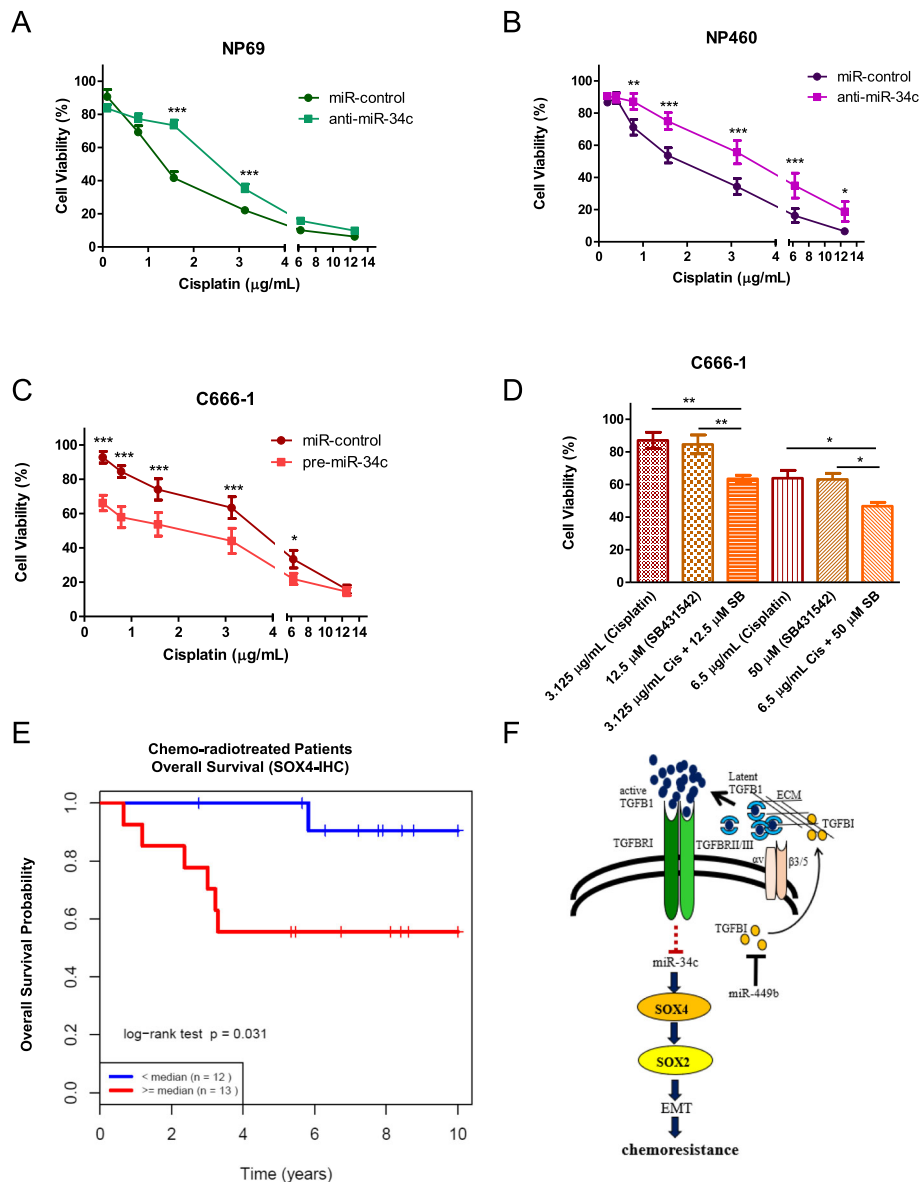 A
NP69
miR-control
anti-miR-34c
***
***
Cell Viability (%)
100
80
60
40
20
0
0 1 2 3 4 6 8 10 12 14
Cisplatin (μg/mL)
B
NP460
miR-control
anti-miR-34c
**
***
***
***
*
Cell Viability (%)
100
80
60
40
20
0
0 1 2 3 4 6 8 10 12 14
Cisplatin (μg/mL)
C
C666-1
miR-control
pre-miR-34c
***
***
***
***
*
Cell Viability (%)
100
80
60
40
20
0
0 1 2 3 4 6 8 10 12 14
Cisplatin (μg/mL)
D
C666-1
**
**
*
*
Cell Viability (%)
100
80
60
40
20
0
3.125 μg/mL (Cisplatin)
12.5 μM (SB431542)
3.125 μg/mL Cis + 12.5 μM SB
6.5 μg/mL (Cisplatin)
50 μM (SB431542)
6.5 μg/mL Cis + 50 μM SB
E
Chemo-radiotreated Patients
Overall Survival (SOX4-IHC)
Overall Survival Probability
1.0
0.8
0.6
0.4
0.2
0.0
log-rank test p = 0.031
< median (n = 12 )
>= median (n = 13 )
0 2 4 6 8 10
Time (years)
F
active
TGFB1
Latent
TGFB1
ECM
TGFBI
TGFBRI
TGFBRII/III
αv
β3/5
TGFBI
miR-34c
miR-449b
SOX4
SOX2
EMT
chemoresistance